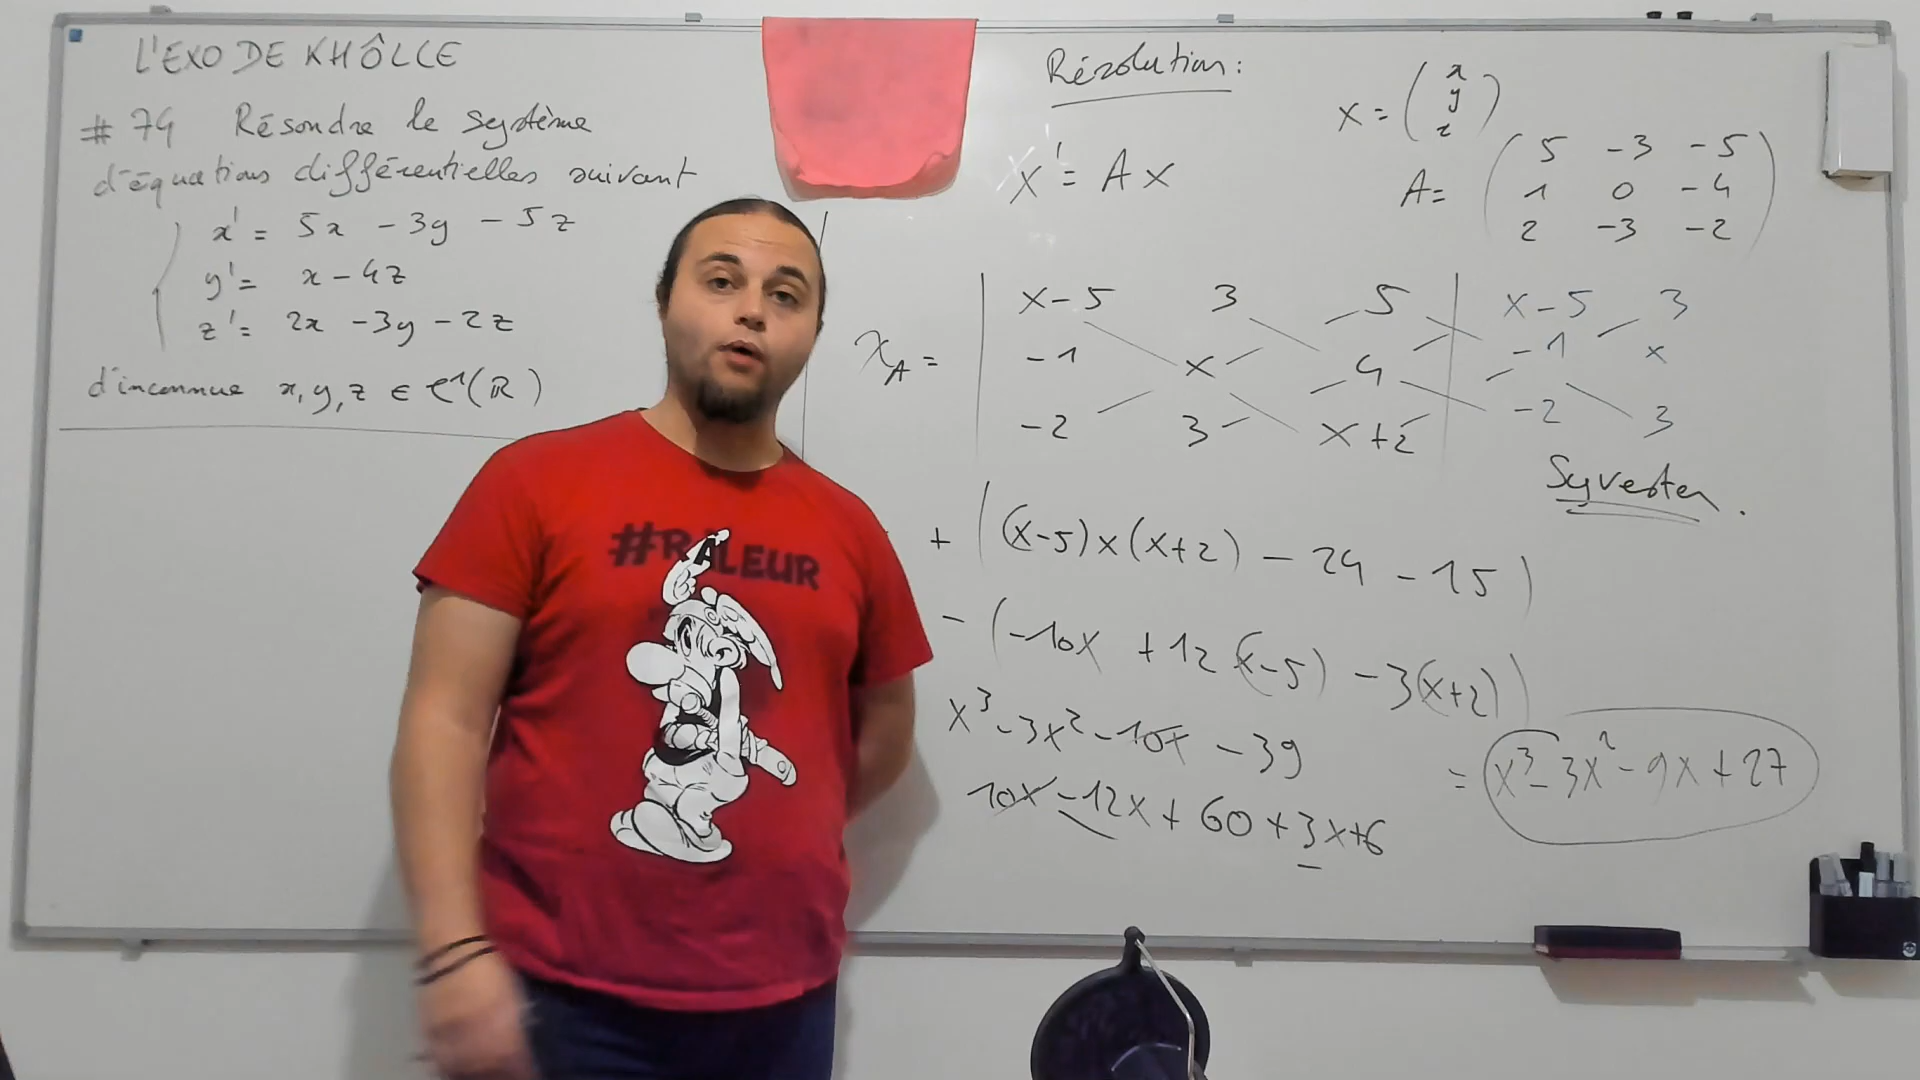 L'EXO DE KHÔLLE
# 74 Résoudre le système
d'équations différentielles suivant
x' = 5x - 3y - 5z
y' = x - 4z
z' = 2x - 3y - 2z
d'inconnue x, y, z ∈ C¹(R)
#RÂLEUR
Résolution :
X' = A X
X = ( x
y
z )
A = ( 5 -3 -5
1 0 -4
2 -3 -2 )
χ_A = | X-5 3 5 | X-5 3
-1 X 4 | -1 X
-2 3 X+2 | -2 3
Syvester.
+ ( (X-5)X(X+2) - 24 - 15 )
- ( -10X + 12(X-5) - 3(X+2) )
X³ - 3X² - 10X - 39
10X - 12X + 60 + 3X + 6
= X³ - 3X² - 9X + 27